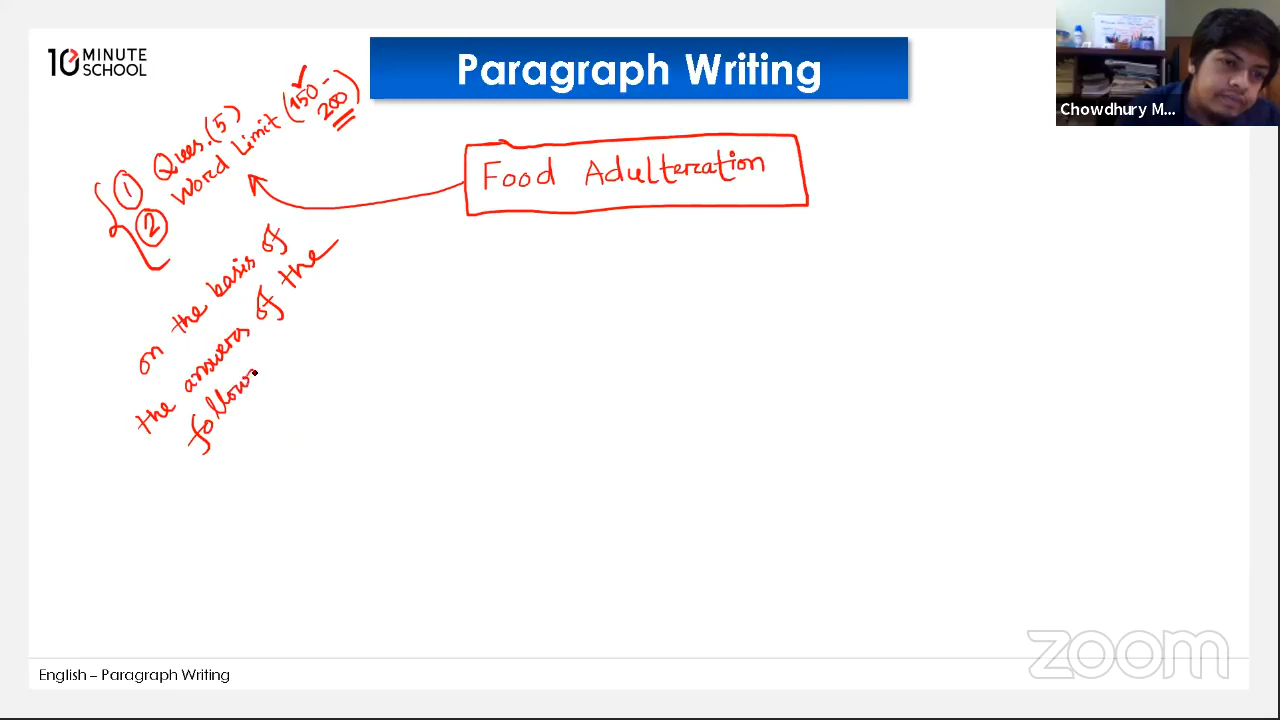 10 MINUTE
SCHOOL
Paragraph Writing
Chowdhury M...
Food Adulteration
1 Ques. (5)
2 Word Limit (150-
200)
on the basis of
the answers of the
follow
zoom
English – Paragraph Writing